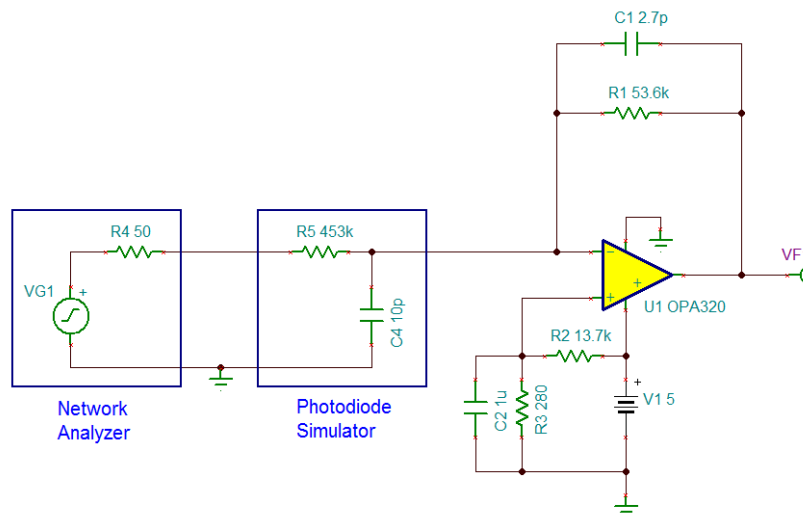 C1 2.7p
R1 53.6k
R4 50
R5 453k
VG1
+
C4 10p
−
+
+
U1 OPA320
VF
R2 13.7k
C2 1u
R3 280
+
V1 5
Network
Analyzer
Photodiode
Simulator